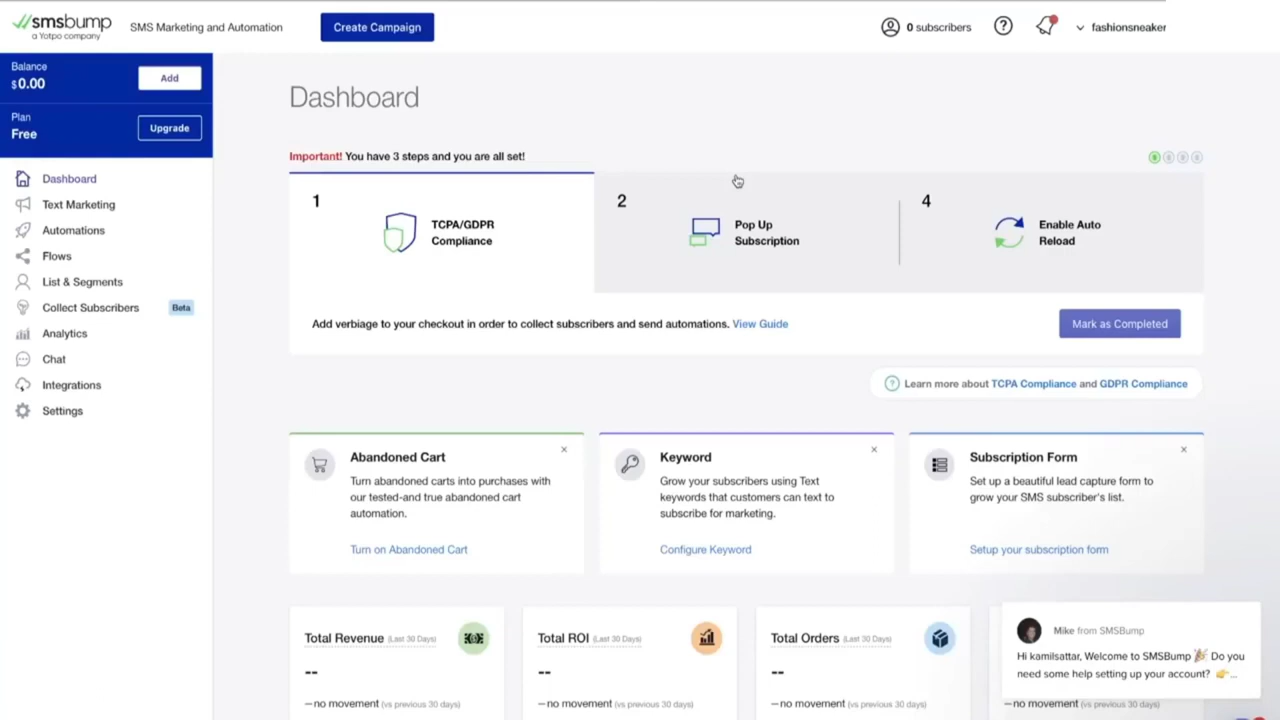 smsbump
a Yotpo company
SMS Marketing and Automation
Create Campaign
0 subscribers
fashionsneaker
Balance
$0.00
Add
Plan
Free
Upgrade
Dashboard
Text Marketing
Automations
Flows
List & Segments
Collect Subscribers
Beta
Analytics
Chat
Integrations
Settings
Dashboard
Important! You have 3 steps and you are all set!
1
TCPA/GDPR
Compliance
2
Pop Up
Subscription
4
Enable Auto
Reload
Add verbiage to your checkout in order to collect subscribers and send automations. View Guide
Mark as Completed
Learn more about TCPA Compliance and GDPR Compliance
Abandoned Cart
Turn abandoned carts into purchases with
our tested-and true abandoned cart
automation.
Turn on Abandoned Cart
Keyword
Grow your subscribers using Text
keywords that customers can text to
subscribe for marketing.
Configure Keyword
Subscription Form
Set up a beautiful lead capture form to
grow your SMS subscriber's list.
Setup your subscription form
Total Revenue (Last 30 Days)
--
—no movement (vs previous 30 days)
Total ROI (Last 30 Days)
--
—no movement (vs previous 30 days)
Total Orders (Last 30 Days)
--
—no movement (vs previous 30 days)
Mike from SMSBump
Hi kamilsattar, Welcome to SMSBump 🎉 Do you
need some help setting up your account? 👉...
—no movement (vs previous 30 days)